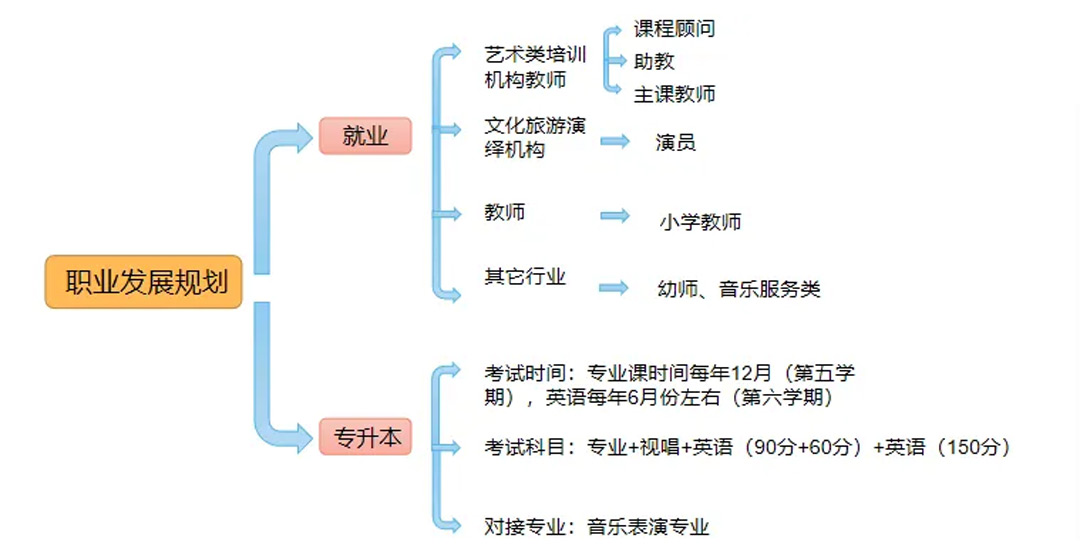 职业发展规划
就业
艺术类培训
机构教师
课程顾问
助教
主课教师
文化旅游演
绎机构
演员
教师
小学教师
其它行业
幼师、音乐服务类
专升本
考试时间：专业课时间每年12月（第五学
期），英语每年6月份左右（第六学期）
考试科目：专业+视唱+英语（90分+60分）+英语（150分）
对接专业：音乐表演专业